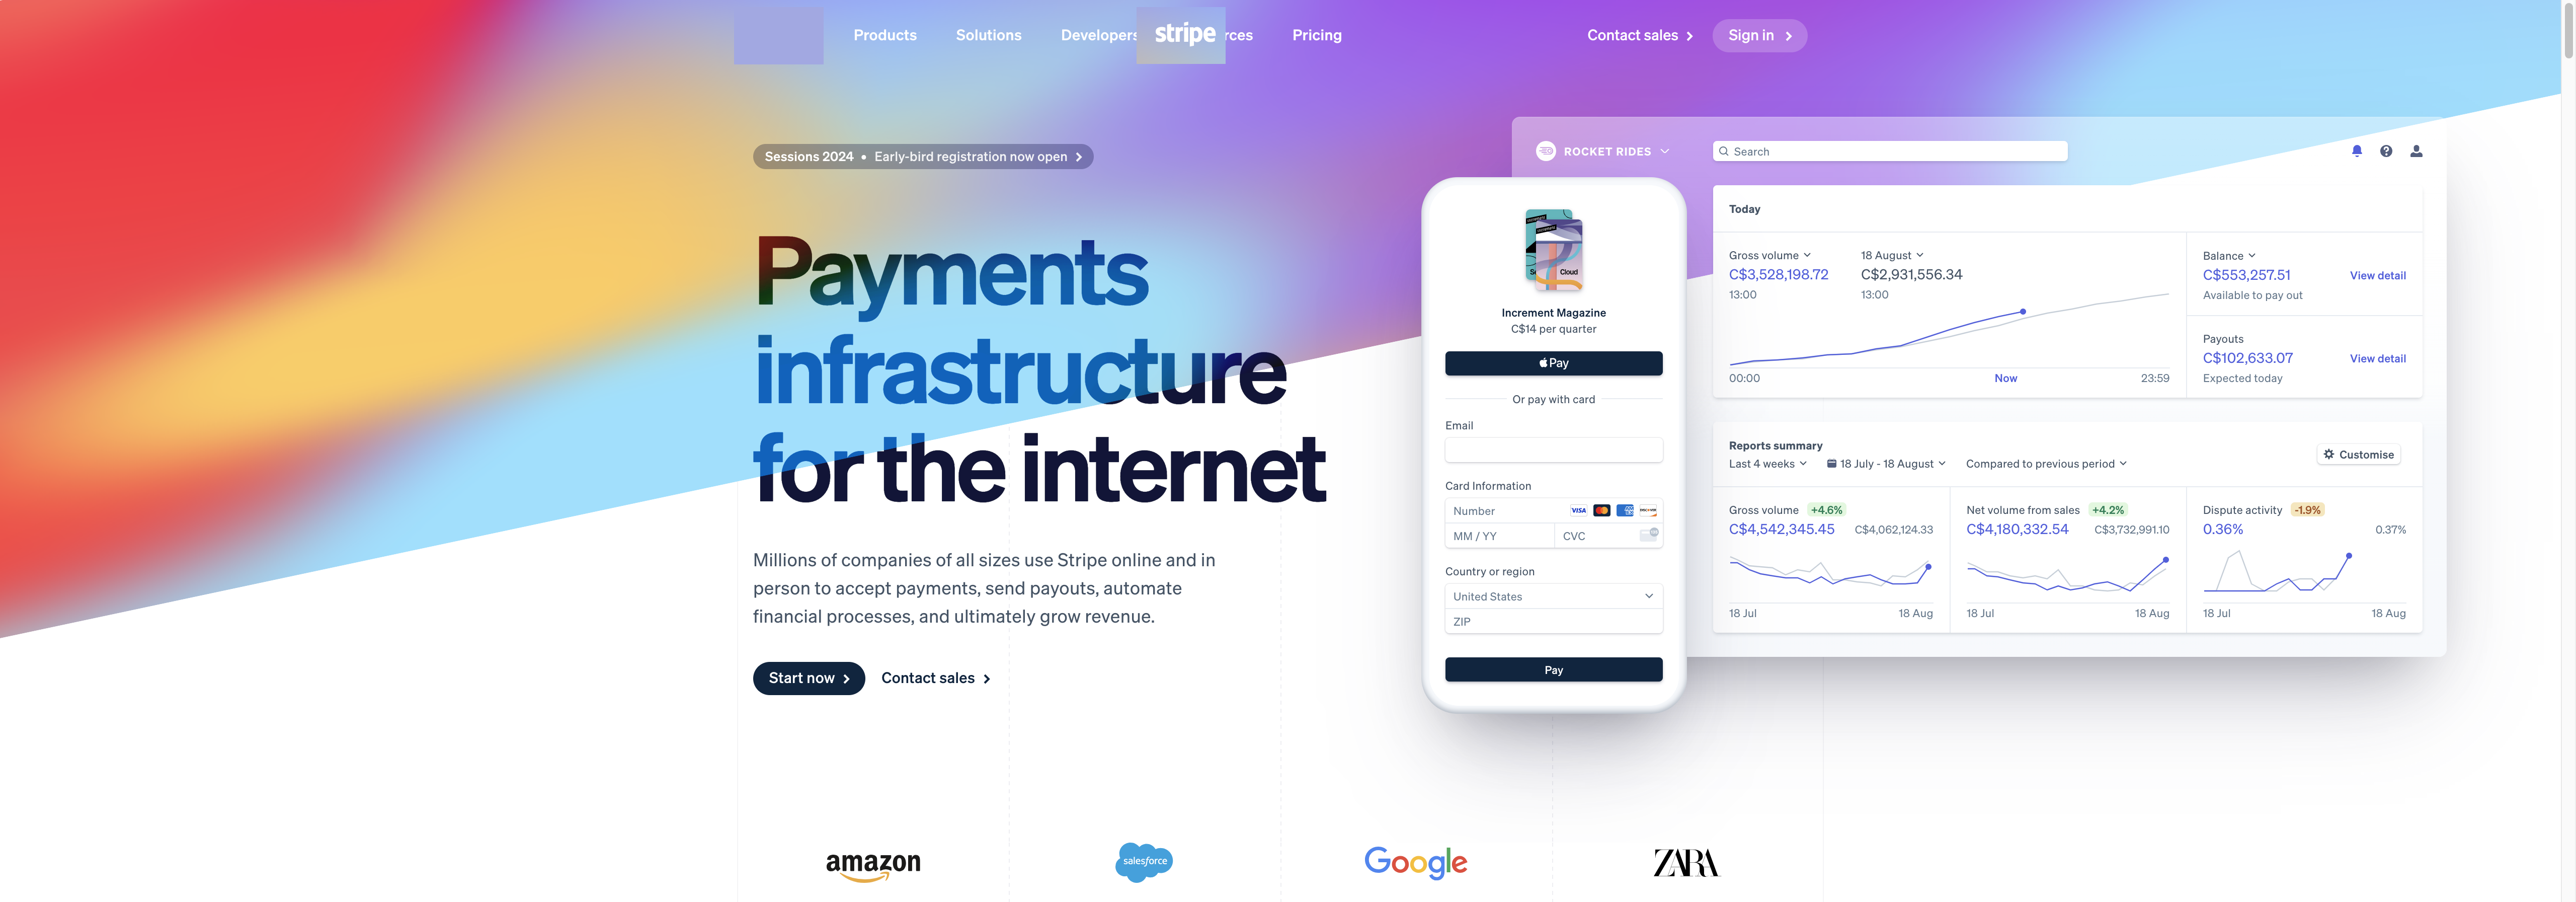 Products
Solutions
Developers
stripe
rces
Pricing
Contact sales
Sign in
Sessions 2024 • Early-bird registration now open
Payments
infrastructure
for the internet
Millions of companies of all sizes use Stripe online and in
person to accept payments, send payouts, automate
financial processes, and ultimately grow revenue.
Start now
Contact sales
Increment Magazine
C$14 per quarter
Pay
Or pay with card
Email
Card Information
Number
VISA
MM / YY
CVC
Country or region
United States
ZIP
Pay
Cloud
ROCKET RIDES
Search
Today
Gross volume
C$3,528,198.72
13:00
18 August
C$2,931,556.34
13:00
00:00
Now
23:59
Balance
C$553,257.51
View detail
Available to pay out
Payouts
C$102,633.07
View detail
Expected today
Reports summary
Last 4 weeks
18 July - 18 August
Compared to previous period
Customise
Gross volume +4.6%
C$4,542,345.45 C$4,062,124.33
18 Jul 18 Aug
Net volume from sales +4.2%
C$4,180,332.54 C$3,732,991.10
18 Jul 18 Aug
Dispute activity -1.9%
0.36% 0.37%
18 Jul 18 Aug
amazon
salesforce
Google
ZARA